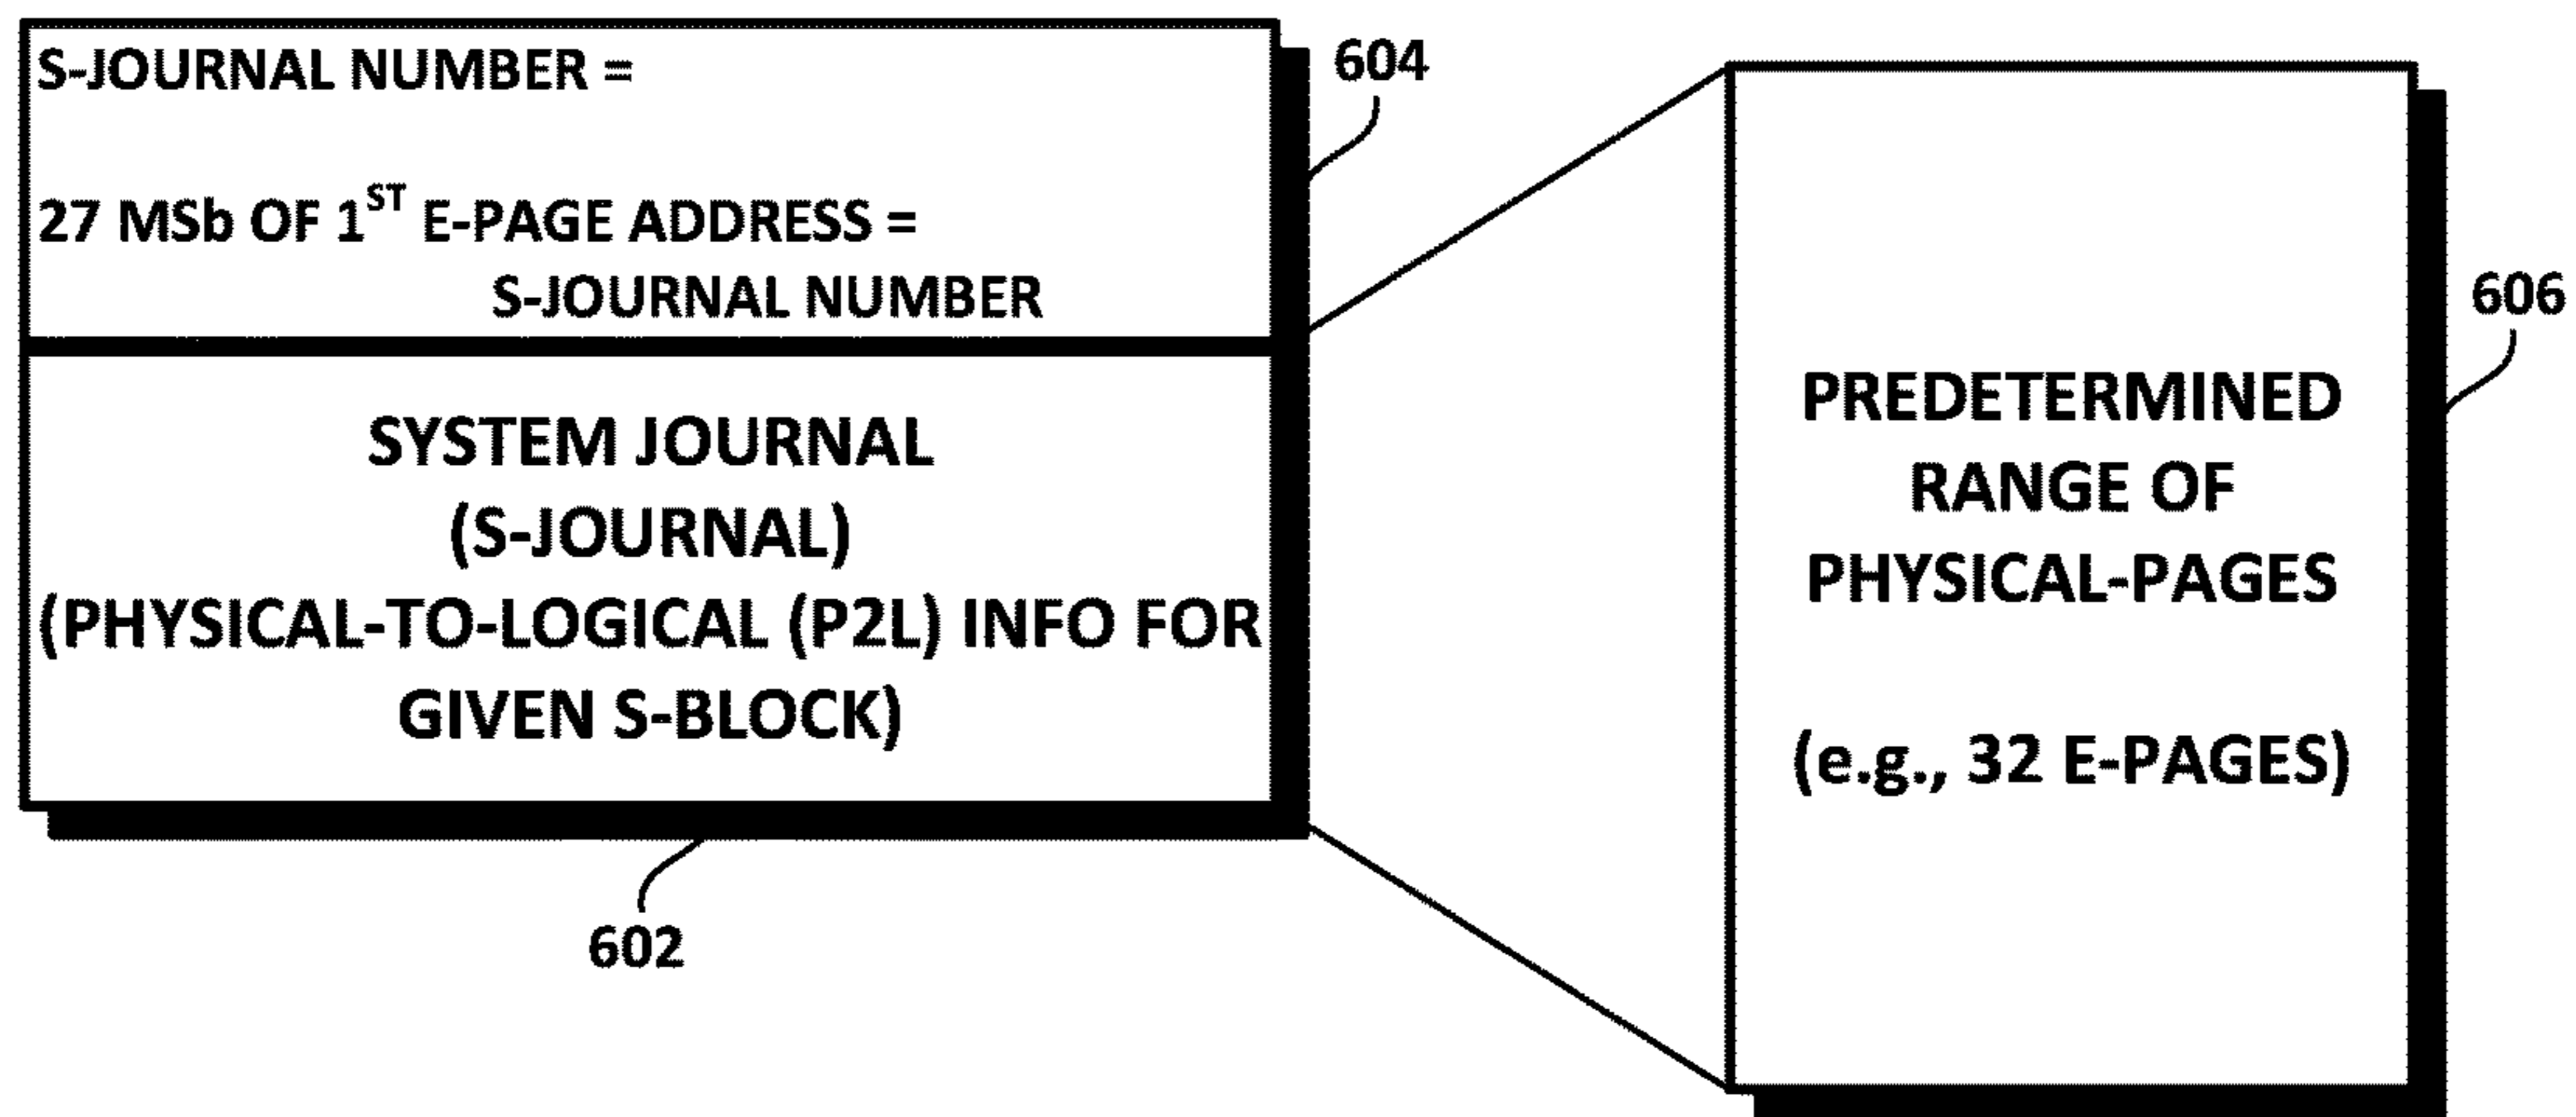 S-JOURNAL NUMBER =
27 MSb OF 1ST E-PAGE ADDRESS =
S-JOURNAL NUMBER
604
SYSTEM JOURNAL
(S-JOURNAL)
(PHYSICAL-TO-LOGICAL (P2L) INFO FOR
GIVEN S-BLOCK)
602
PREDETERMINED
RANGE OF
PHYSICAL-PAGES
(e.g., 32 E-PAGES)
606